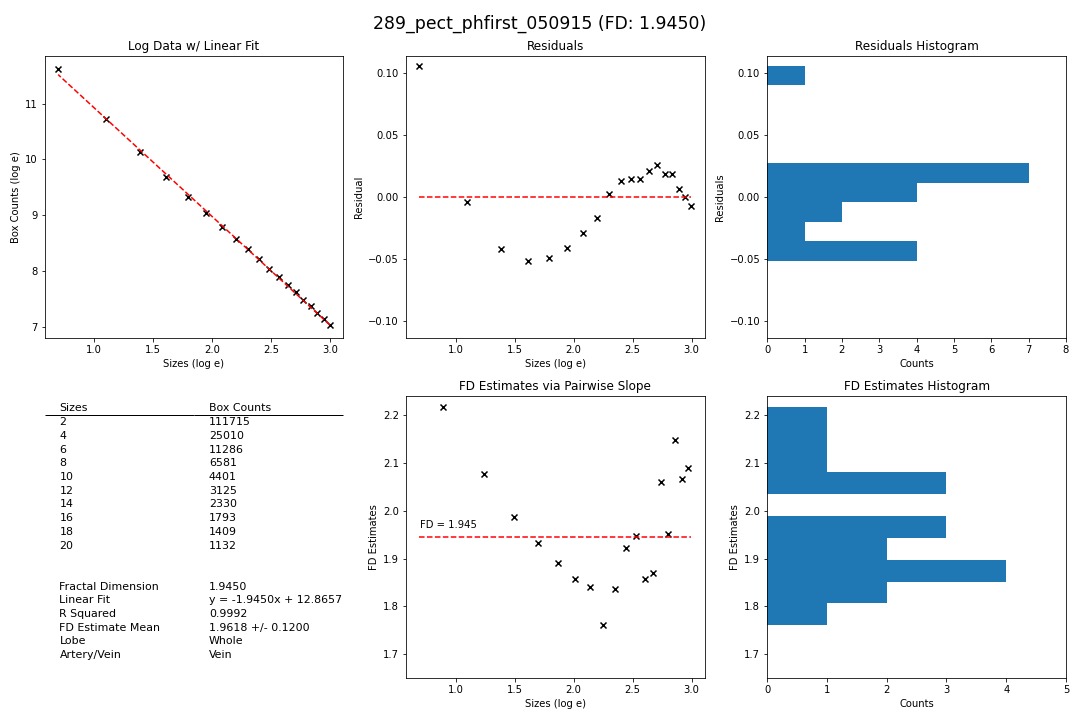 289_pect_phfirst_050915 (FD: 1.9450)
Log Data w/ Linear Fit
Box Counts (log e)
11
10
9
8
7
1.0 1.5 2.0 2.5 3.0
Sizes (log e)
Residuals
Residual
0.10
0.05
0.00
−0.05
−0.10
1.0 1.5 2.0 2.5 3.0
Sizes (log e)
Residuals Histogram
Residuals
0.10
0.05
0.00
−0.05
−0.10
0 1 2 3 4 5 6 7 8
Counts
Sizes Box Counts
2 111715
4 25010
6 11286
8 6581
10 4401
12 3125
14 2330
16 1793
18 1409
20 1132
Fractal Dimension 1.9450
Linear Fit y = -1.9450x + 12.8657
R Squared 0.9992
FD Estimate Mean 1.9618 +/- 0.1200
Lobe Whole
Artery/Vein Vein
FD Estimates via Pairwise Slope
FD Estimates
2.2
2.1
2.0
1.9
1.8
1.7
FD = 1.945
1.0 1.5 2.0 2.5 3.0
Sizes (log e)
FD Estimates Histogram
FD Estimates
2.2
2.1
2.0
1.9
1.8
1.7
0 1 2 3 4 5
Counts